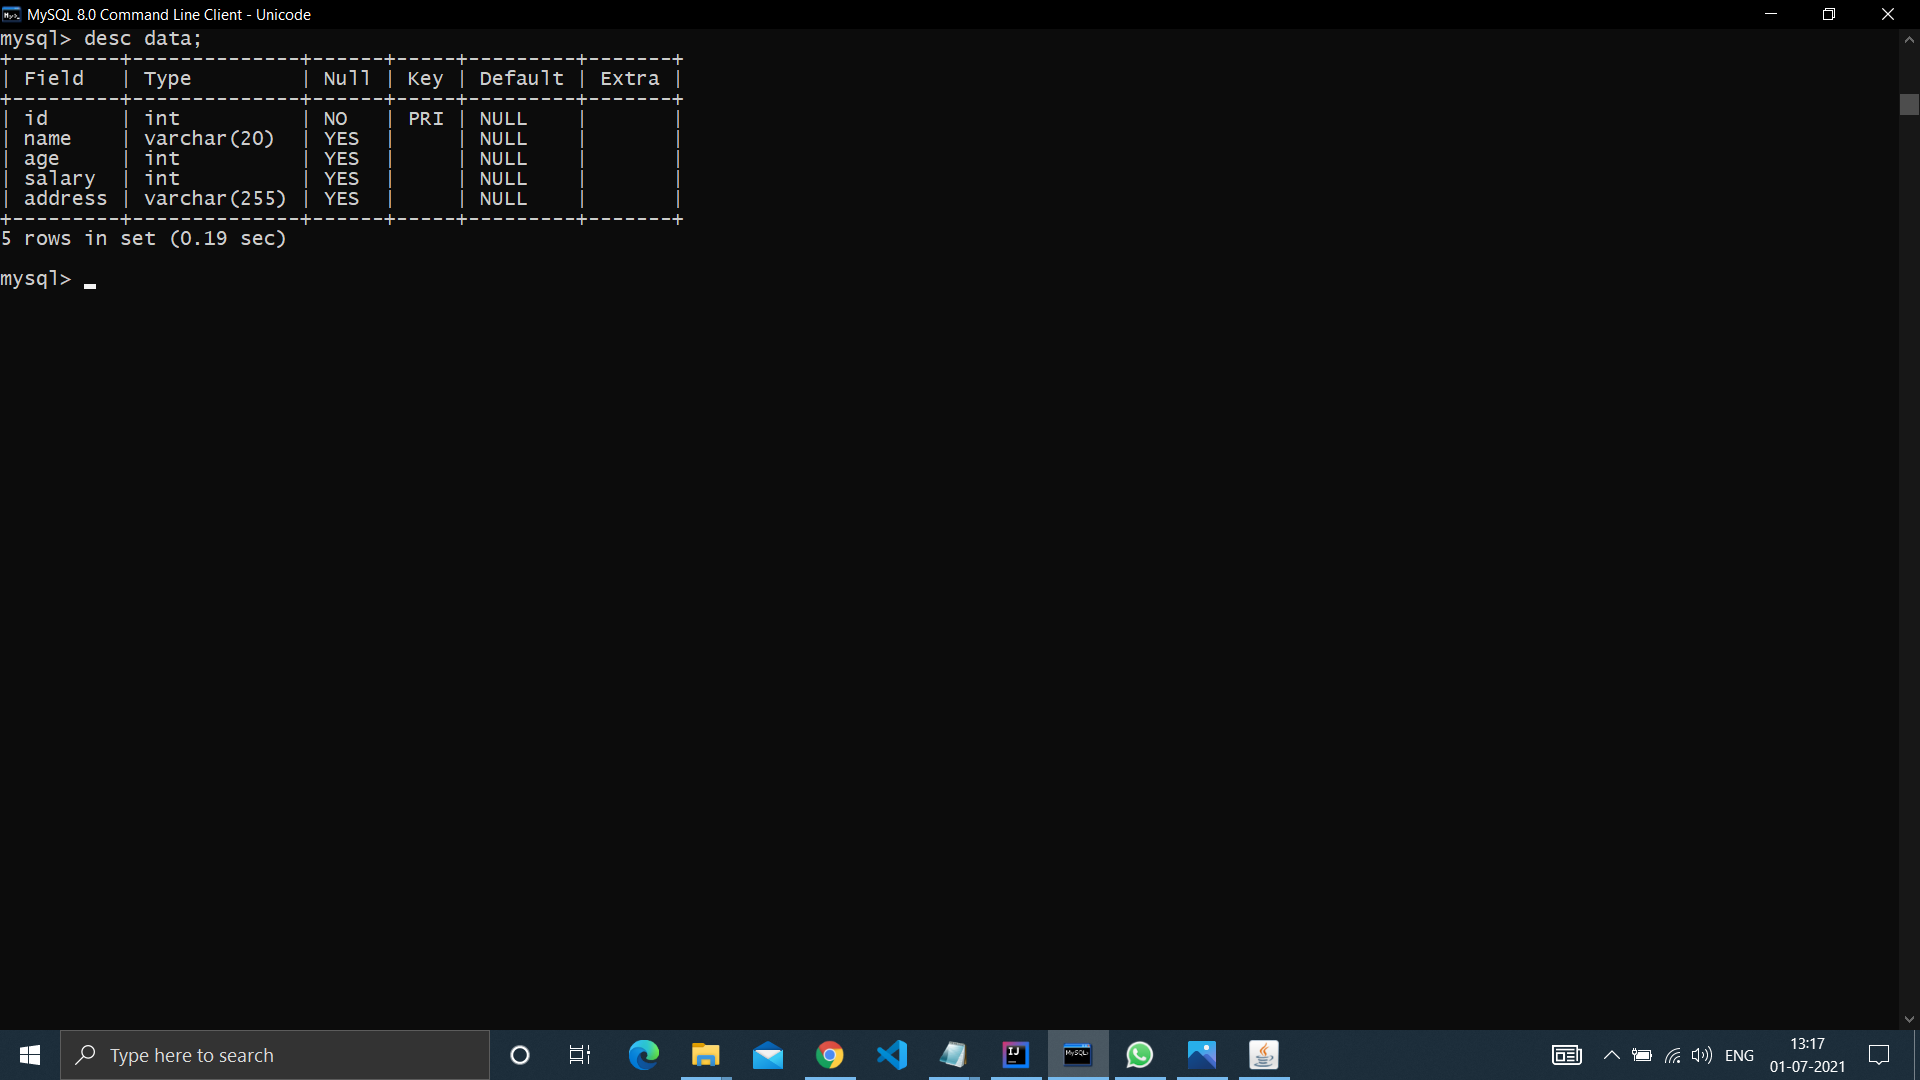 MySQL 8.0 Command Line Client - Unicode
mysql> desc data;
+---------+--------------+------+-----+---------+-------+
| Field   | Type         | Null | Key | Default | Extra |
+---------+--------------+------+-----+---------+-------+
| id      | int          | NO   | PRI | NULL    |       |
| name    | varchar(20)  | YES  |     | NULL    |       |
| age     | int          | YES  |     | NULL    |       |
| salary  | int          | YES  |     | NULL    |       |
| address | varchar(255) | YES  |     | NULL    |       |
+---------+--------------+------+-----+---------+-------+
5 rows in set (0.19 sec)
mysql>
Type here to search
IJ
MySQL
ENG
13:17
01-07-2021